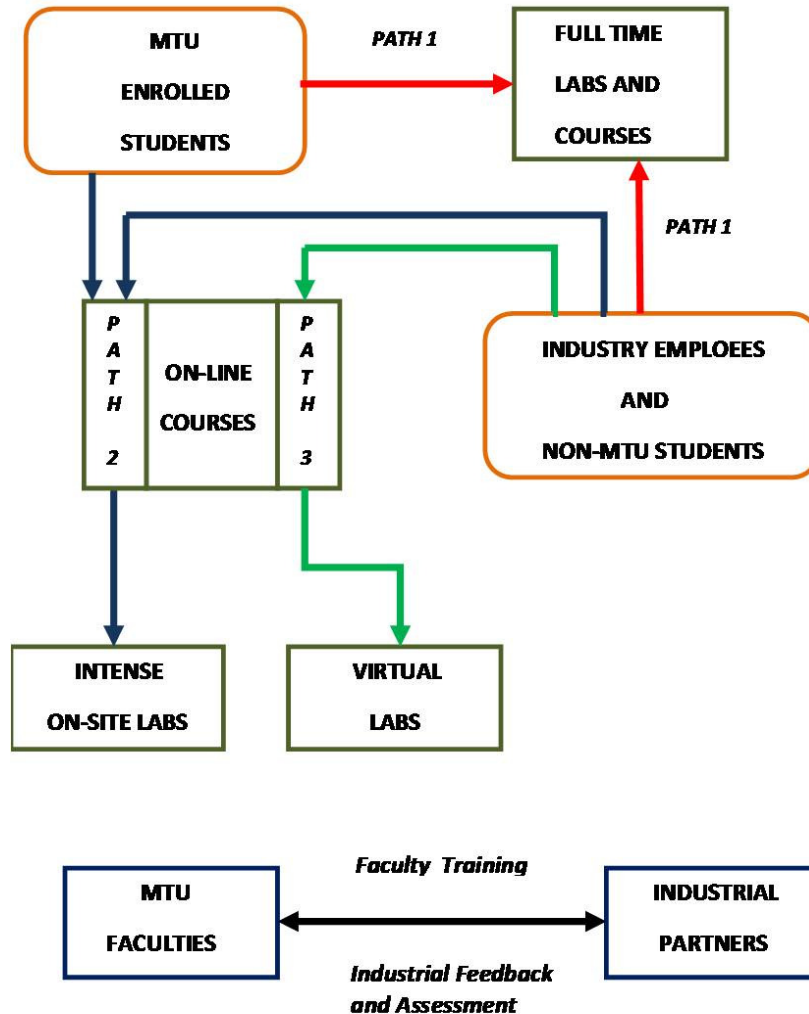 MTU
ENROLLED
STUDENTS
PATH 1
FULL TIME
LABS AND
COURSES
PATH 1
PATH 2
ON-LINE
COURSES
PATH 3
INDUSTRY EMPLOEES
AND
NON-MTU STUDENTS
INTENSE
ON-SITE LABS
VIRTUAL
LABS
MTU
FACULTIES
Faculty Training
Industrial Feedback
and Assessment
INDUSTRIAL
PARTNERS